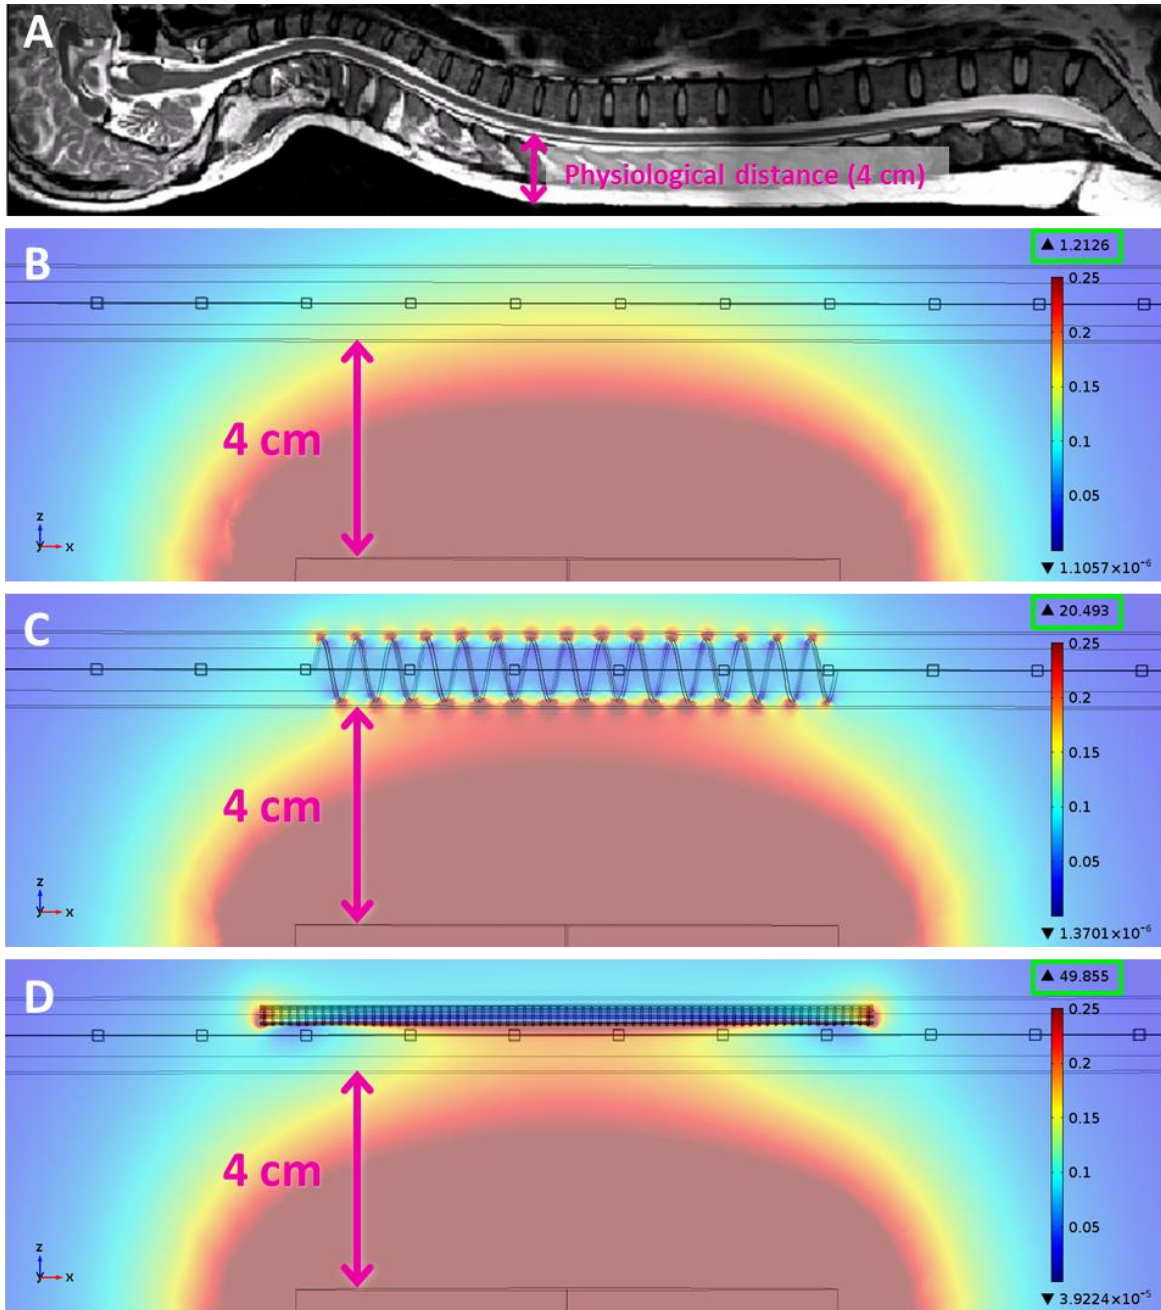 A
Physiological distance (4 cm)
B
▲ 1.2126
0.25
0.2
0.15
0.1
0.05
▼ 1.1057×10⁻⁶
4 cm
z
y x
C
▲ 20.493
0.25
0.2
0.15
0.1
0.05
▼ 1.3701×10⁻⁶
4 cm
z
y x
D
▲ 49.855
0.25
0.2
0.15
0.1
0.05
▼ 3.9224×10⁻⁵
4 cm
z
y x